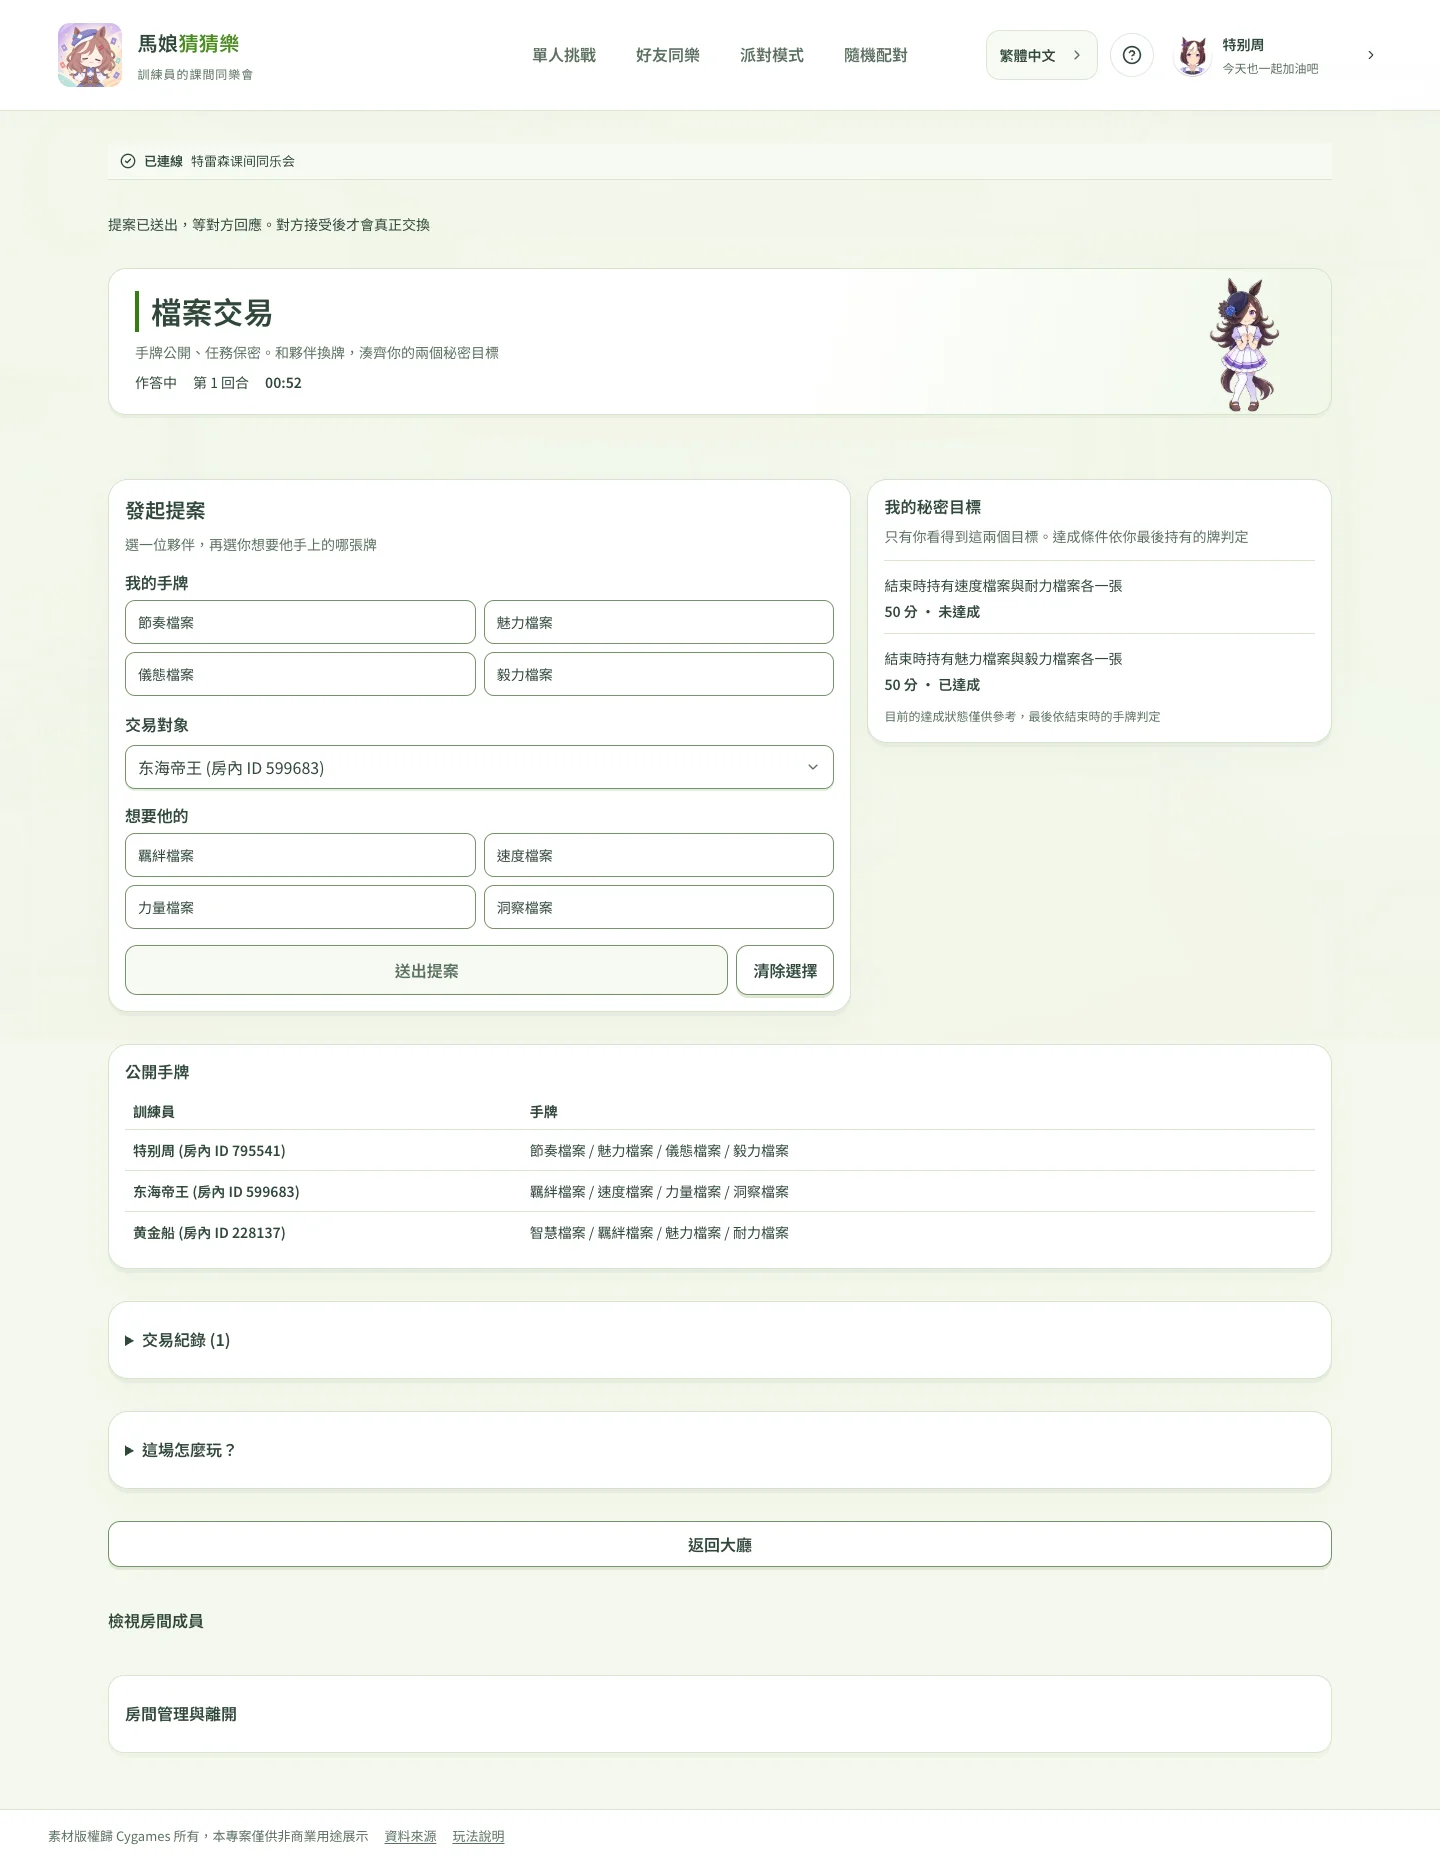 馬娘猜猜樂
訓練員的課間同樂會
單人挑戰
好友同樂
派對模式
隨機配對
繁體中文
特别周
今天也一起加油吧
已連線 特雷森课间同乐会
提案已送出，等對方回應。對方接受後才會真正交換
檔案交易
手牌公開、任務保密。和夥伴換牌，湊齊你的兩個秘密目標
作答中 第 1 回合 00:52
發起提案
選一位夥伴，再選你想要他手上的哪張牌
我的手牌
節奏檔案
魅力檔案
儀態檔案
毅力檔案
交易對象
东海帝王 (房內 ID 599683)
想要他的
羈絆檔案
速度檔案
力量檔案
洞察檔案
送出提案
清除選擇
我的秘密目標
只有你看得到這兩個目標。達成條件依你最後持有的牌判定
結束時持有速度檔案與耐力檔案各一張
50 分 · 未達成
結束時持有魅力檔案與毅力檔案各一張
50 分 · 已達成
目前的達成狀態僅供參考，最後依結束時的手牌判定
公開手牌
訓練員 手牌
特别周 (房內 ID 795541) 節奏檔案 / 魅力檔案 / 儀態檔案 / 毅力檔案
东海帝王 (房內 ID 599683) 羈絆檔案 / 速度檔案 / 力量檔案 / 洞察檔案
黄金船 (房內 ID 228137) 智慧檔案 / 羈絆檔案 / 魅力檔案 / 耐力檔案
交易紀錄 (1)
這場怎麼玩？
返回大廳
檢視房間成員
房間管理與離開
素材版權歸 Cygames 所有，本專案僅供非商業用途展示 資料來源 玩法說明